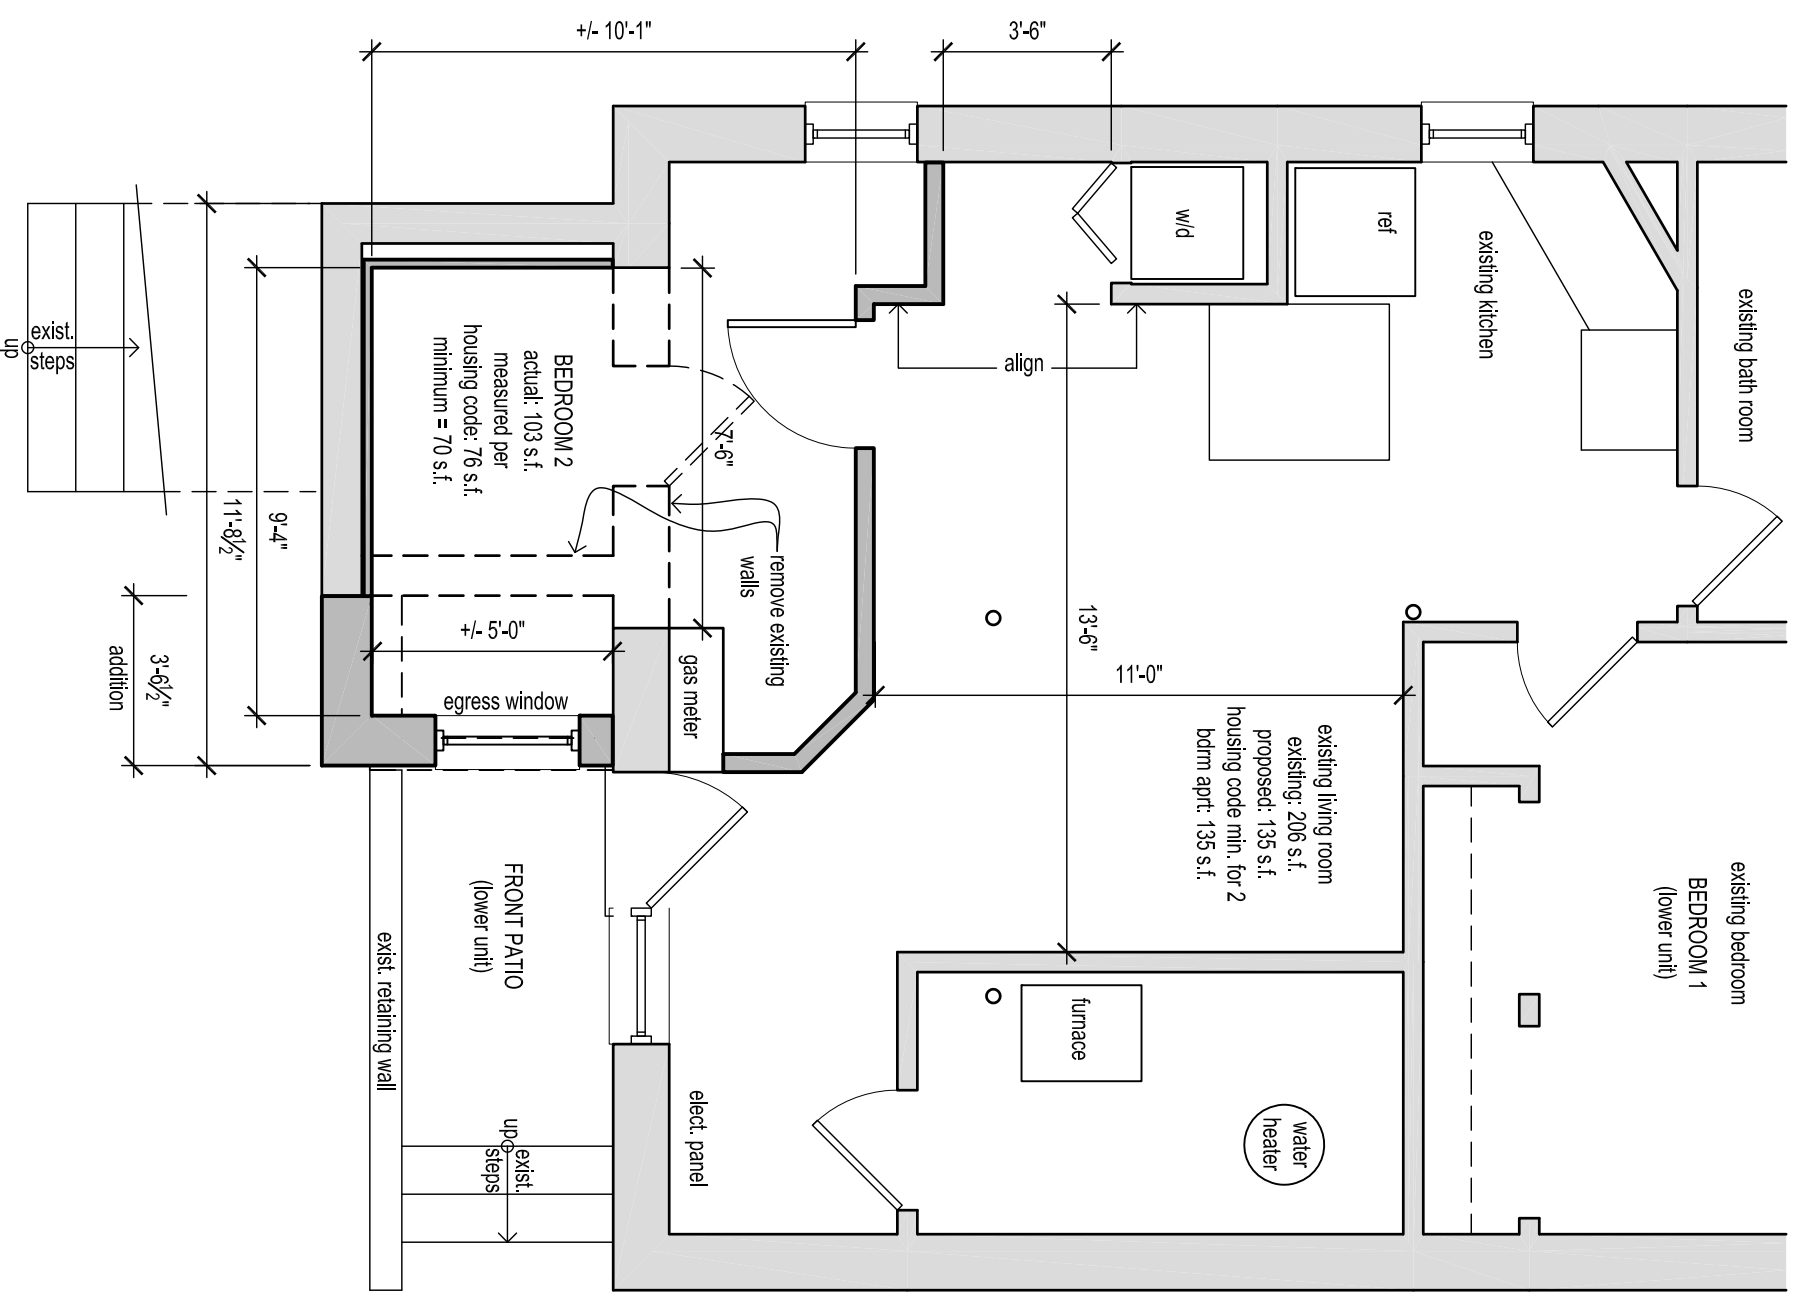 +/- 10'-1"
3'-6"
w/d
ref
existing kitchen
existing bath room
exist.
steps
up
BEDROOM 2
actual: 103 s.f.
measured per
housing code: 76 s.f.
minimum = 70 s.f.
7'-6"
align
9'-4"
11'-8½"
remove existing
walls
13'-6"
+/- 5'-0"
3'-6½"
addition
egress window
gas meter
11'-0"
existing living room
existing: 206 s.f.
proposed: 135 s.f.
housing code min. for 2
bdrm aprt: 135 s.f.
existing bedroom
BEDROOM 1
(lower unit)
FRONT PATIO
(lower unit)
exist. retaining wall
furnace
water
heater
elect. panel
up
exist.
steps